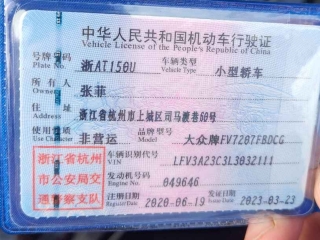 中华人民共和国机动车行驶证
Vehicle License of the People's Republic of China
号牌号码 浙AT150U 车辆类型 小型轿车
Plate No. Vehicle Type
所有人 张菲
Owner
住址 浙江省杭州市上城区司马渡巷60号
Address
使用性质 非营运 品牌型号 大众牌FV7207FBDCG
Use Character Model
浙江省杭州 车辆识别代号 LFV3A23C3L3032111
VIN
市公安局交 发动机号码 049646
Engine No.
通警察支队 注册日期 2020-06-19 发证日期 2023-03-23
Register Date Issue Date